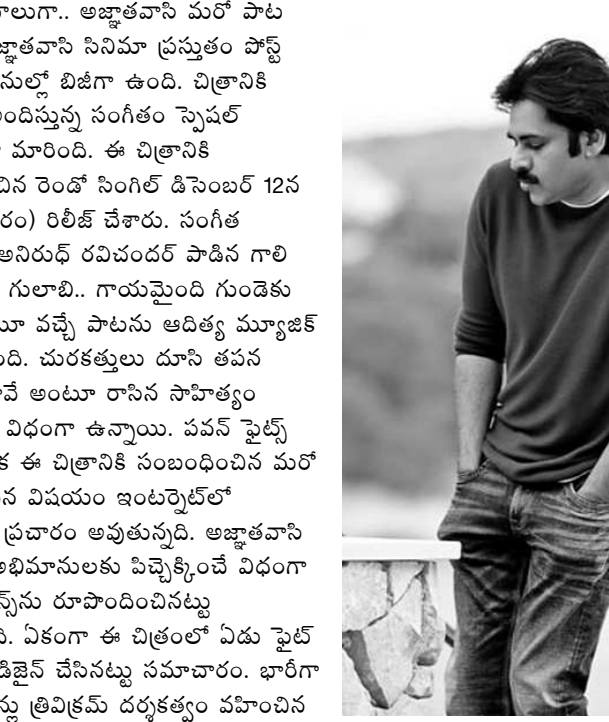 అజ్ఞాతవాసి మరో పాట
సినిమా ప్రస్తుతం పోస్ట్
బిజీగా ఉంది. చిత్రానికి
సంగీతం స్పెషల్
మారింది. ఈ చిత్రానికి
రెండో సింగిల్ డిసెంబర్ 12న
రిలీజ్ చేశారు. సంగీత
అనిరుధ్ రవిచందర్ పాడిన గాలి
గులాబి.. గాయమైంది గుండెకు
వచ్చే పాటను ఆదిత్య మ్యూజిక్
చురకత్తులు దూసి తపన
అంటూ రాసిన సాహిత్యం
విధంగా ఉన్నాయి. పవన్ ఫైట్స్
ఈ చిత్రానికి సంబంధించిన మరో
విషయం ఇంటర్నెట్‌లో
ప్రచారం అవుతున్నది. అజ్ఞాతవాసి
అభిమానులకు పిచ్చెక్కించే విధంగా
రూపొందించినట్టు
ఏకంగా ఈ చిత్రంలో ఏడు ఫైట్
డిజైన్ చేసినట్టు సమాచారం. భారీగా
త్రివిక్రమ్ దర్శకత్వం వహించిన